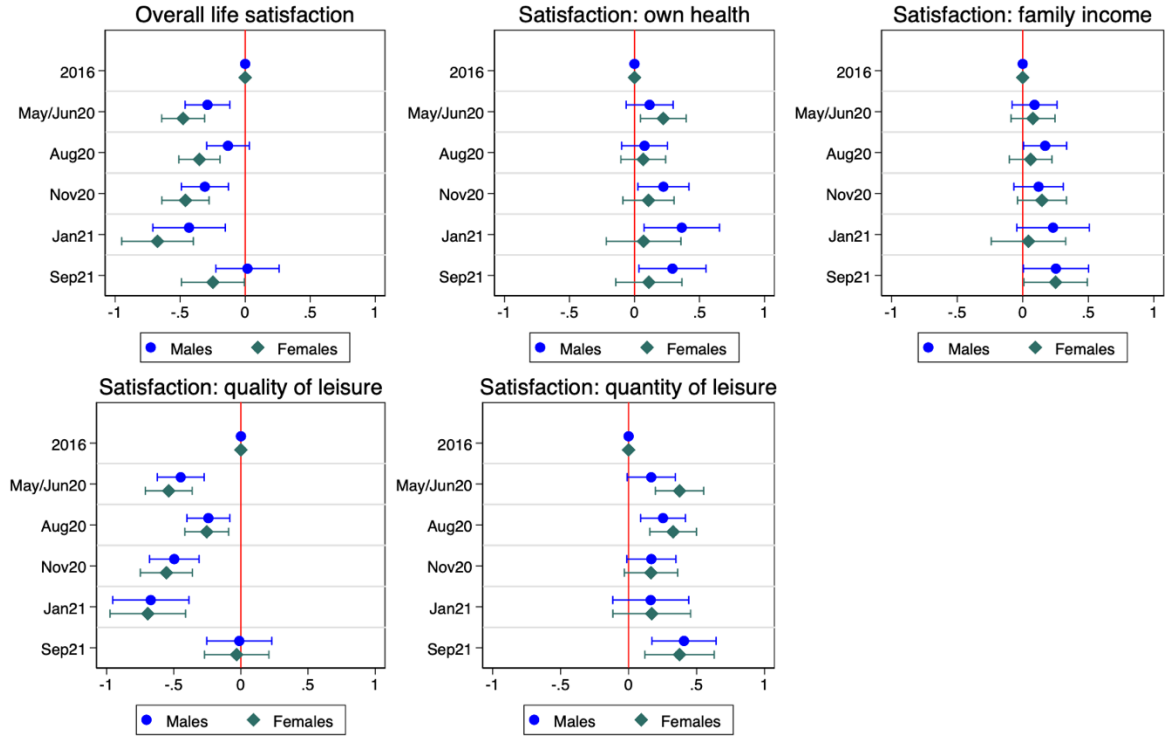 Overall life satisfaction
2016
May/Jun20
Aug20
Nov20
Jan21
Sep21
-1 -.5 0 .5 1
Males Females
Satisfaction: own health
2016
May/Jun20
Aug20
Nov20
Jan21
Sep21
-1 -.5 0 .5 1
Males Females
Satisfaction: family income
2016
May/Jun20
Aug20
Nov20
Jan21
Sep21
-1 -.5 0 .5 1
Males Females
Satisfaction: quality of leisure
2016
May/Jun20
Aug20
Nov20
Jan21
Sep21
-1 -.5 0 .5 1
Males Females
Satisfaction: quantity of leisure
2016
May/Jun20
Aug20
Nov20
Jan21
Sep21
-1 -.5 0 .5 1
Males Females